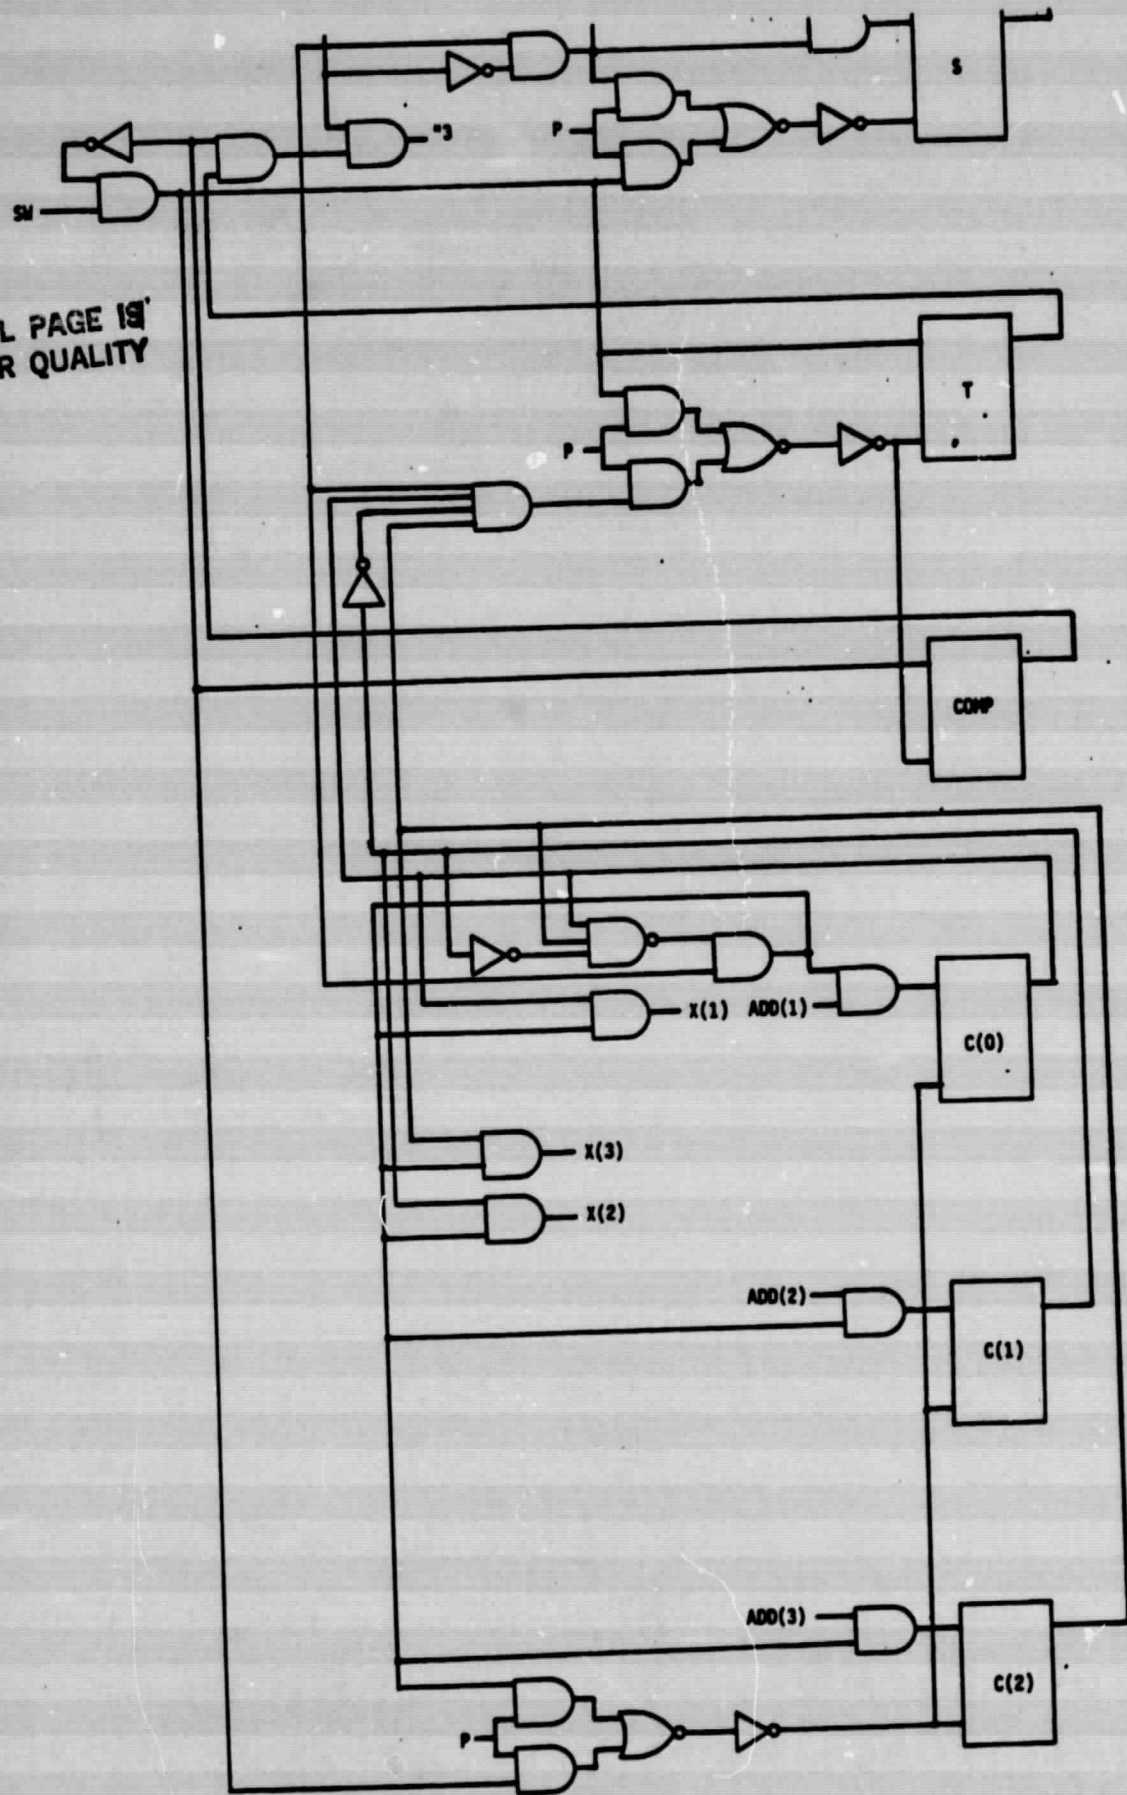 S
P
"3
SW
L PAGE IS
R QUALITY
T
P
COMP
X(1)
ADD(1)
C(0)
X(3)
X(2)
ADD(2)
C(1)
ADD(3)
C(2)
P